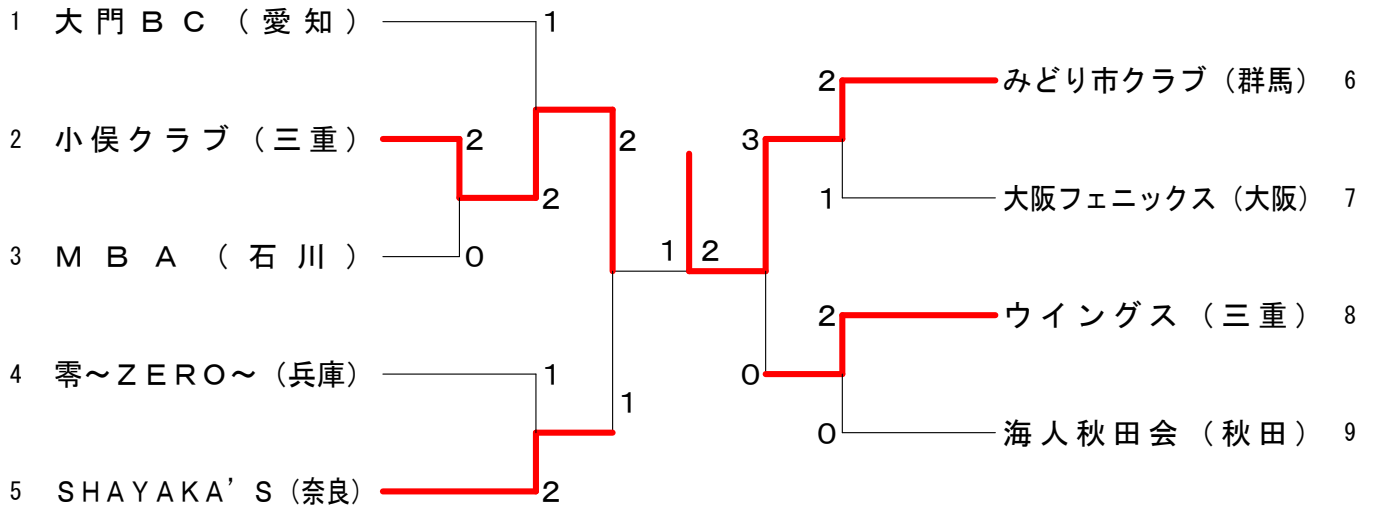 1 大門ＢＣ（愛知） 1
2 小俣クラブ（三重） 2 2 2
3 ＭＢＡ（石川） 0
4 零～ＺＥＲＯ～（兵庫） 1 1
5 ＳＨＡＹＡＫＡ’Ｓ（奈良） 2
1 2
2 みどり市クラブ（群馬） 6
3
1 大阪フェニックス（大阪） 7
2 ウイングス（三重） 8
0
0 海人秋田会（秋田） 9